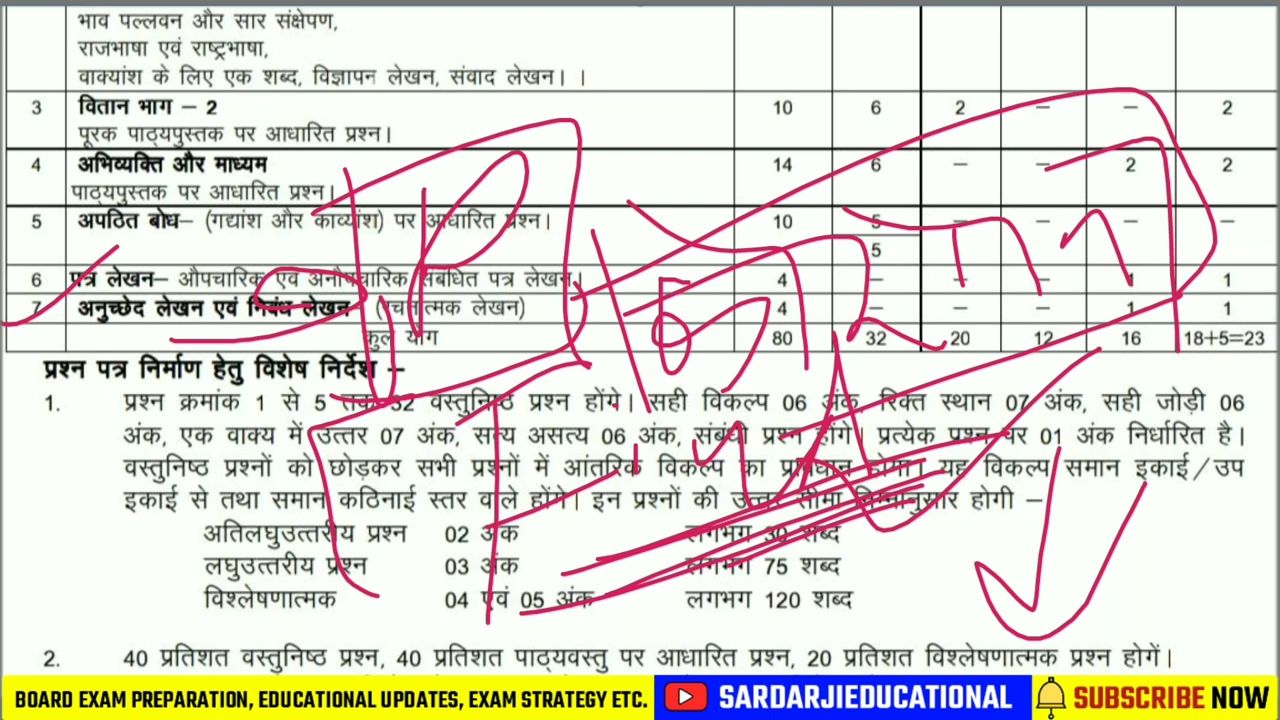 भाव पल्लवन और सार संक्षेपण,
राजभाषा एवं राष्ट्रभाषा,
वाक्यांश के लिए एक शब्द, विज्ञापन लेखन, संवाद लेखन। ।
3 वितान भाग – 2 10 6 2 – – 2
पूरक पाठ्यपुस्तक पर आधारित प्रश्न।
4 अभिव्यक्ति और माध्यम 14 6 – – 2 2
पाठ्यपुस्तक पर आधारित प्रश्न।
5 अपठित बोध– (गद्यांश और काव्यांश) पर आधारित प्रश्न। 10 5 – – – –
5
6 पत्र लेखन– औपचारिक एवं अनौपचारिक संबंधित पत्र लेखन। 4 – – – 1 1
7 अनुच्छेद लेखन एवं निबंध लेखन (रचनात्मक लेखन) 4 – – – 1 1
कुल योग 80 32 20 12 16 18+5=23
प्रश्न पत्र निर्माण हेतु विशेष निर्देश –
1. प्रश्न क्रमांक 1 से 5 तक 32 वस्तुनिष्ठ प्रश्न होंगे। सही विकल्प 06 अंक, रिक्त स्थान 07 अंक, सही जोड़ी 06
अंक, एक वाक्य में उत्तर 07 अंक, सत्य असत्य 06 अंक, संबंधी प्रश्न होंगे। प्रत्येक प्रश्न पर 01 अंक निर्धारित है।
वस्तुनिष्ठ प्रश्नों को छोड़कर सभी प्रश्नों में आंतरिक विकल्प का प्रावधान होगा। यह विकल्प समान इकाई/उप
इकाई से तथा समान कठिनाई स्तर वाले होंगे। इन प्रश्नों की उत्तर सीमा निम्नानुसार होगी –
अतिलघुउत्तरीय प्रश्न 02 अंक लगभग 30 शब्द
लघुउत्तरीय प्रश्न 03 अंक लगभग 75 शब्द
विश्लेषणात्मक 04 एवं 05 अंक लगभग 120 शब्द
2. 40 प्रतिशत वस्तुनिष्ठ प्रश्न, 40 प्रतिशत पाठ्यवस्तु पर आधारित प्रश्न, 20 प्रतिशत विश्लेषणात्मक प्रश्न होगें।
BOARD EXAM PREPARATION, EDUCATIONAL UPDATES, EXAM STRATEGY ETC. SARDARJIEDUCATIONAL SUBSCRIBE NOW